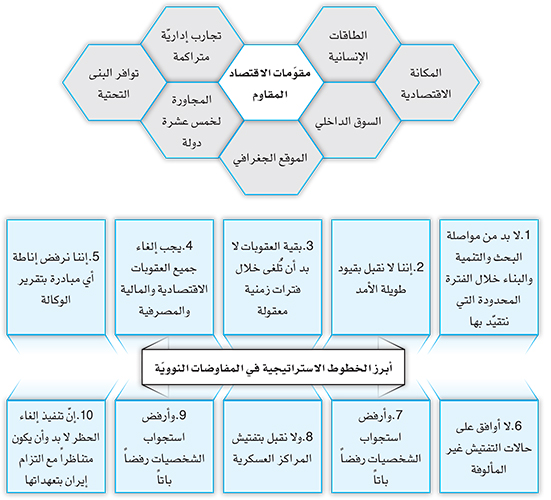 مقوّمات الاقتصاد
المقاوم
الطاقات
الإنسانية
تجارب إداريّة
متراكمة
المكانة
الاقتصادية
توافر البنى
التحتية
السوق الداخلي
المجاورة
لخمس عشرة
دولة
الموقع الجغرافي
1.لا بد من مواصلة
البحث والتنمية
والبناء خلال الفترة
المحدودة التي
نتقيّد بها
2.إننا لا نقبل بقيود
طويلة الأمد
3.بقية العقوبات لا
بد أن تُلغى خلال
فترات زمنية
معقولة
4.يجب إلغاء
جميع العقوبات
الاقتصادية والمالية
والمصرفية
5.إننا نرفض إناطة
أي مبادرة بتقرير
الوكالة
أبرز الخطوط الاستراتيجية في المفاوضات النوويّة
6.لا أوافق على
حالات التفتيش غير
المألوفة
7.وأرفض
استجواب
الشخصيات رفضاً
باتاً
8.ولا نقبل بتفتيش
المراكز العسكرية
9.وأرفض
استجواب
الشخصيات رفضاً
باتاً
10.إنّ تنفيذ إلغاء
الحظر لا بد وأن يكون
متناظراً مع التزام
إيران بتعهداتها